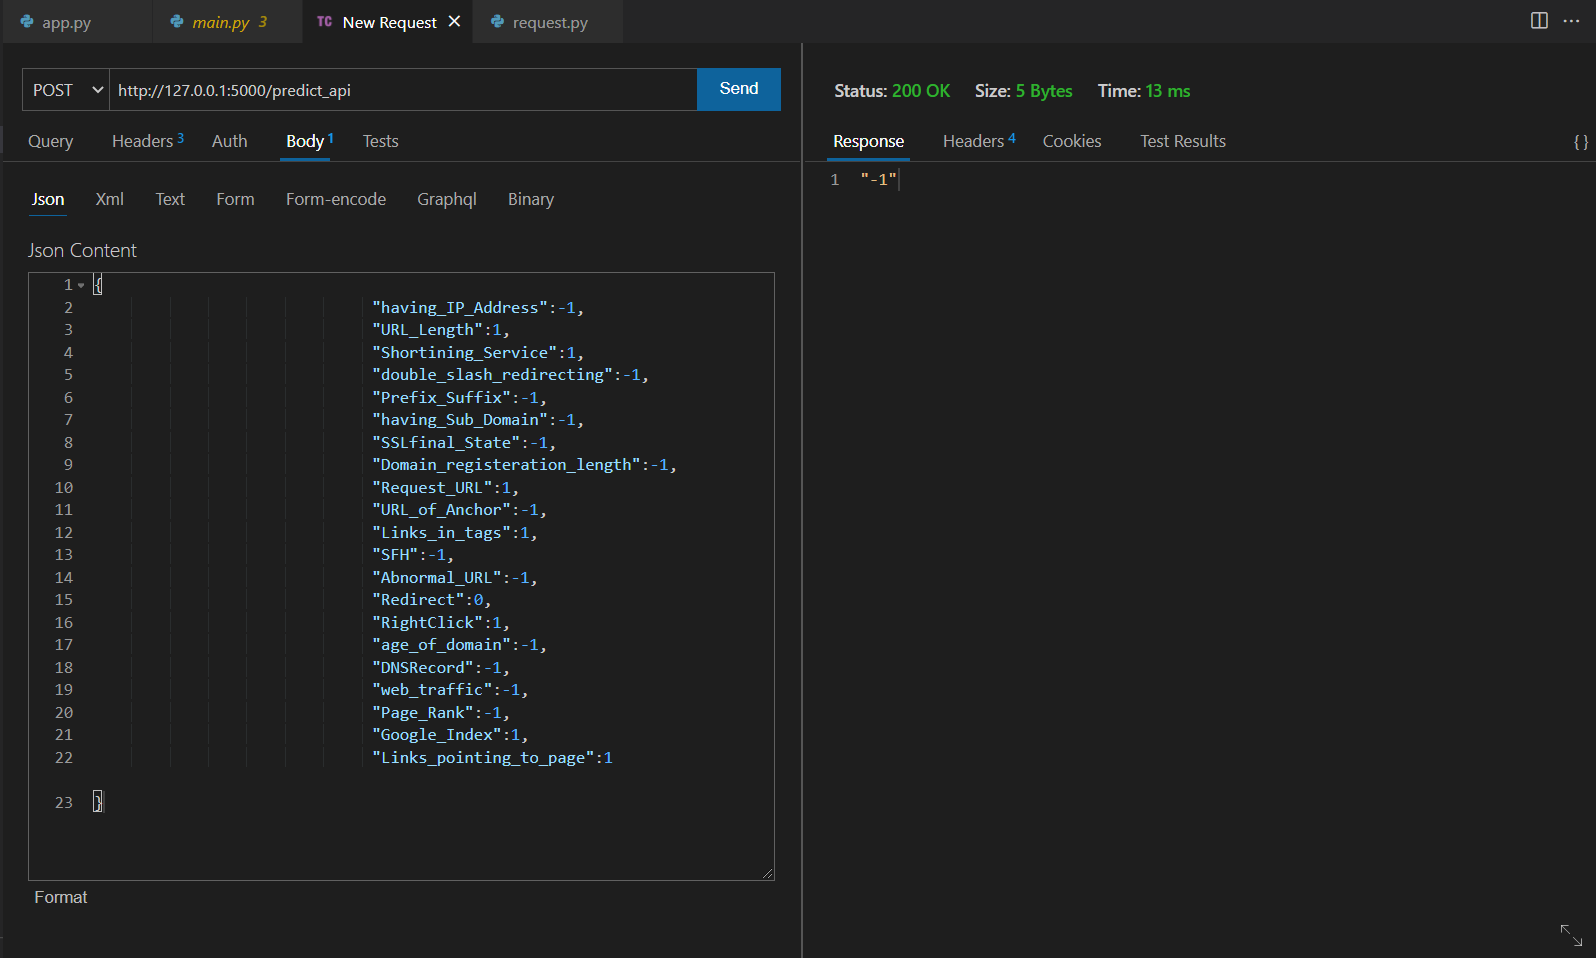 app.py main.py 3 TC New Request request.py
POST http://127.0.0.1:5000/predict_api Send
Status: 200 OK Size: 5 Bytes Time: 13 ms
Query Headers 3 Auth Body 1 Tests
Response Headers 4 Cookies Test Results { }
1 "-1"
Json Xml Text Form Form-encode Graphql Binary
Json Content
1 {
2 "having_IP_Address":-1,
3 "URL_Length":1,
4 "Shortining_Service":1,
5 "double_slash_redirecting":-1,
6 "Prefix_Suffix":-1,
7 "having_Sub_Domain":-1,
8 "SSLfinal_State":-1,
9 "Domain_registeration_length":-1,
10 "Request_URL":1,
11 "URL_of_Anchor":-1,
12 "Links_in_tags":1,
13 "SFH":-1,
14 "Abnormal_URL":-1,
15 "Redirect":0,
16 "RightClick":1,
17 "age_of_domain":-1,
18 "DNSRecord":-1,
19 "web_traffic":-1,
20 "Page_Rank":-1,
21 "Google_Index":1,
22 "Links_pointing_to_page":1
23 }
Format